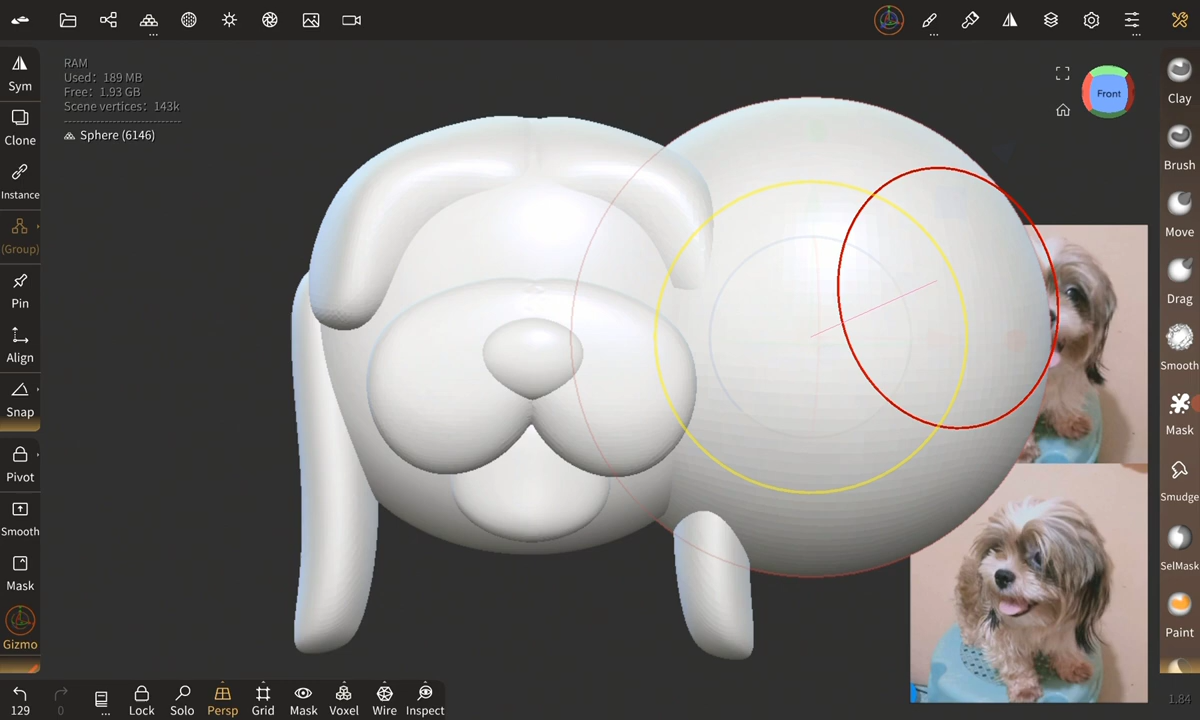 RAM
Used: 189 MB
Free: 1.93 GB
Scene vertices: 143k
Sphere (6146)
Front
Sym
Clone
Instance
(Group)
Pin
Align
Snap
Pivot
Smooth
Mask
Gizmo
Clay
Brush
Move
Drag
Smooth
Mask
Smudge
SelMask
Paint
129
0
...
Lock
Solo
Persp
Grid
Mask
Voxel
Wire
Inspect
1.84